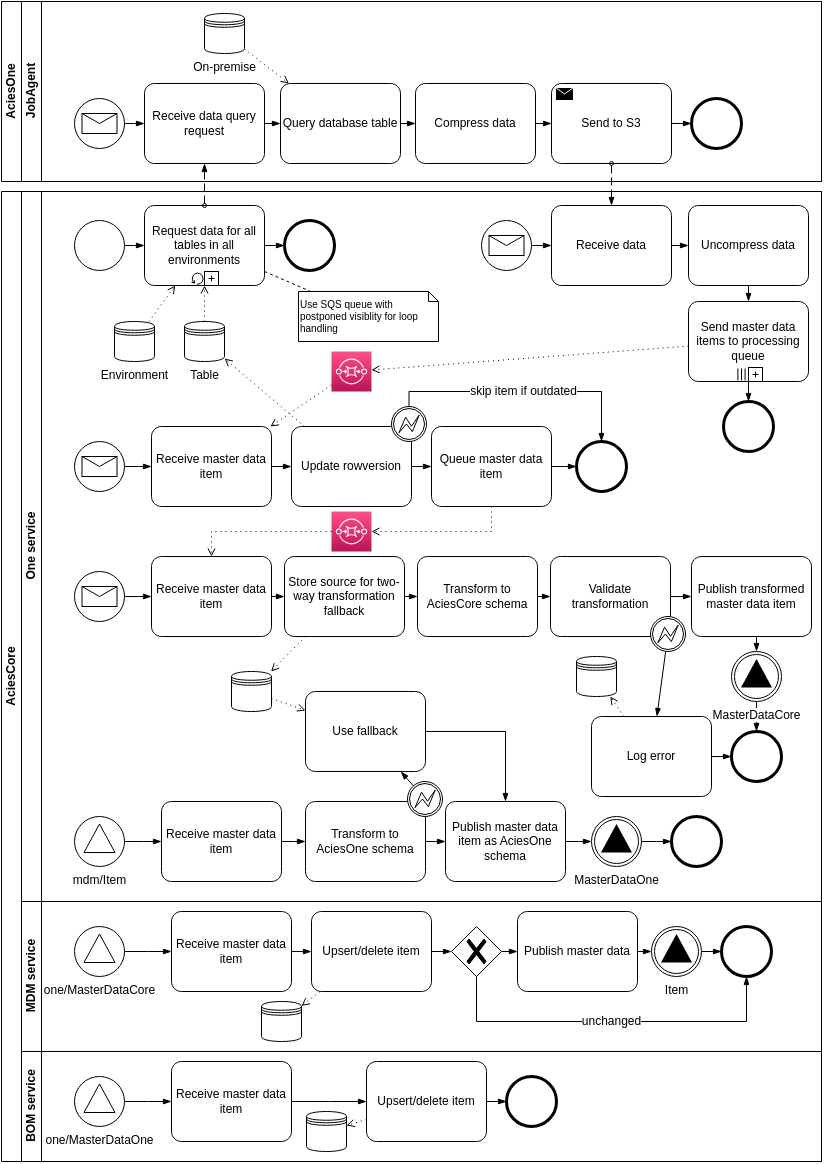 AciesOne
JobAgent
On-premise
Receive data query
request
Query database table
Compress data
Send to S3
AciesCore
One service
Request data for all
tables in all
environments
Receive data
Uncompress data
Use SQS queue with
postponed visiblity for loop
handling
Environment
Table
Send master data
items to processing
queue
skip item if outdated
Receive master data
item
Update rowversion
Queue master data
item
Receive master data
item
Store source for two-
way transformation
fallback
Transform to
AciesCore schema
Validate
transformation
Publish transformed
master data item
MasterDataCore
Use fallback
Log error
mdm/Item
Receive master data
item
Transform to
AciesOne schema
Publish master data
item as AciesOne
schema
MasterDataOne
MDM service
one/MasterDataCore
Receive master data
item
Upsert/delete item
Publish master data
Item
unchanged
BOM service
one/MasterDataOne
Receive master data
item
Upsert/delete item